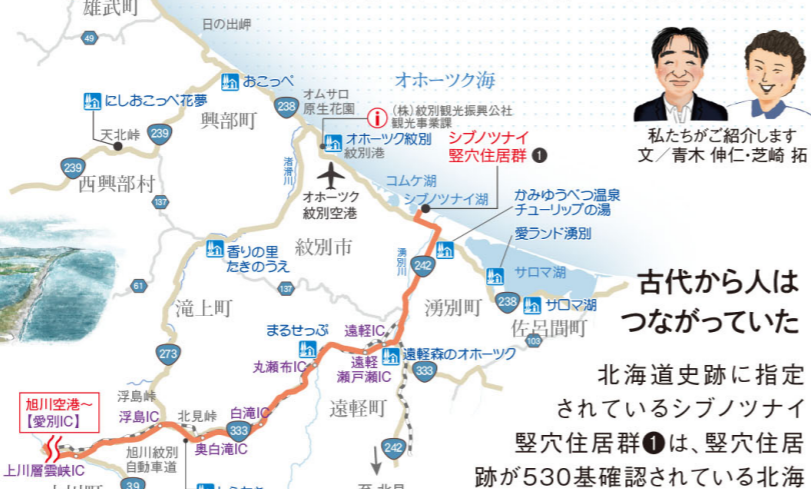 雄武町
日の出岬
49
オホーツク海
おこっぺ
にしおこっぺ花夢
オムサロ
原生花園
238
興部町
(株)紋別観光振興公社
観光事業課
天北峠
239
オホーツク紋別
紋別港
シブノツナイ
竪穴住居群❶
私たちがご紹介します
文/青木 伸仁・芝崎 拓
239
西興部村
渚滑川
137
オホーツク
紋別空港
コムケ湖
シブノツナイ湖
かみゆうべつ温泉
チューリップの湯
愛ランド湧別
香りの里
たきのうえ
紋別市
湧別川
242
サロマ湖
61
137
滝上町
湧別町
238
サロマ湖
佐呂間町
103
古代から人は
つながっていた
まるせっぷ
遠軽IC
丸瀬布IC
遠軽
瀬戸瀬IC
遠軽森のオホーツク
273
333
北海道史跡に指定
されているシブノツナイ
竪穴住居群❶は、竪穴住居
跡が530基確認されている北海
旭川空港～
【愛別IC】
浮島峠
浮島IC
北見峠
白滝IC
333
遠軽町
奥白滝IC
上川層雲峡IC
旭川紋別
自動車道
242
39